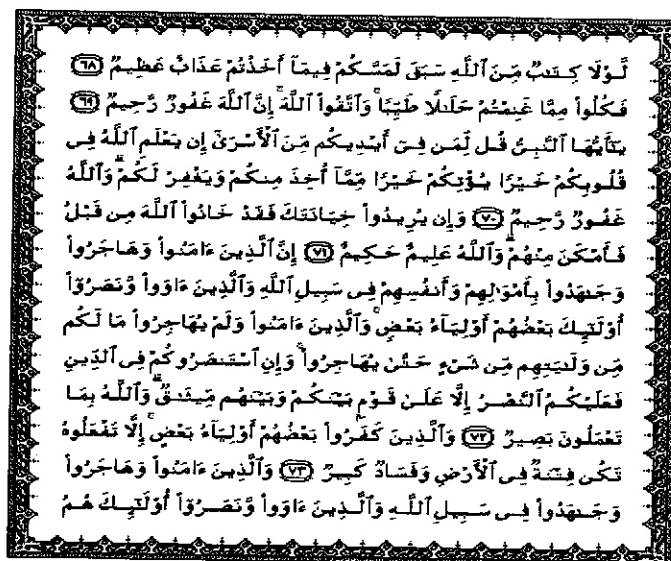 لَّوۡلَا كِتَٰبٞ مِّنَ ٱللَّهِ سَبَقَ لَمَسَّكُمۡ فِيمَآ أَخَذۡتُمۡ عَذَابٌ عَظِيمٞ ٦٨
فَكُلُواْ مِمَّا غَنِمۡتُمۡ حَلَٰلٗا طَيِّبٗاۚ وَٱتَّقُواْ ٱللَّهَۚ إِنَّ ٱللَّهَ غَفُورٞ رَّحِيمٞ ٦٩
يَٰٓأَيُّهَا ٱلنَّبِيُّ قُل لِّمَن فِيٓ أَيۡدِيكُم مِّنَ ٱلۡأَسۡرَىٰٓ إِن يَعۡلَمِ ٱللَّهُ فِي
قُلُوبِكُمۡ خَيۡرٗا يُؤۡتِكُمۡ خَيۡرٗا مِّمَّآ أُخِذَ مِنكُمۡ وَيَغۡفِرۡ لَكُمۡۚ وَٱللَّهُ
غَفُورٞ رَّحِيمٞ ٧٠ وَإِن يُرِيدُواْ خِيَانَتَكَ فَقَدۡ خَانُواْ ٱللَّهَ مِن قَبۡلُ
فَأَمۡكَنَ مِنۡهُمۡۗ وَٱللَّهُ عَلِيمٌ حَكِيمٌ ٧١ إِنَّ ٱلَّذِينَ ءَامَنُواْ وَهَاجَرُواْ
وَجَٰهَدُواْ بِأَمۡوَٰلِهِمۡ وَأَنفُسِهِمۡ فِي سَبِيلِ ٱللَّهِ وَٱلَّذِينَ ءَاوَواْ وَّنَصَرُوٓاْ
أُوْلَٰٓئِكَ بَعۡضُهُمۡ أَوۡلِيَآءُ بَعۡضٖۚ وَٱلَّذِينَ ءَامَنُواْ وَلَمۡ يُهَاجِرُواْ مَا لَكُم
مِّن وَلَٰيَتِهِم مِّن شَيۡءٍ حَتَّىٰ يُهَاجِرُواْۚ وَإِنِ ٱسۡتَنصَرُوكُمۡ فِي ٱلدِّينِ
فَعَلَيۡكُمُ ٱلنَّصۡرُ إِلَّا عَلَىٰ قَوۡمِۭ بَيۡنَكُمۡ وَبَيۡنَهُم مِّيثَٰقٞۗ وَٱللَّهُ بِمَا
تَعۡمَلُونَ بَصِيرٞ ٧٢ وَٱلَّذِينَ كَفَرُواْ بَعۡضُهُمۡ أَوۡلِيَآءُ بَعۡضٍۚ إِلَّا تَفۡعَلُوهُ
تَكُن فِتۡنَةٞ فِي ٱلۡأَرۡضِ وَفَسَادٞ كَبِيرٞ ٧٣ وَٱلَّذِينَ ءَامَنُواْ وَهَاجَرُواْ
وَجَٰهَدُواْ فِي سَبِيلِ ٱللَّهِ وَٱلَّذِينَ ءَاوَواْ وَّنَصَرُوٓاْ أُوْلَٰٓئِكَ هُمُ